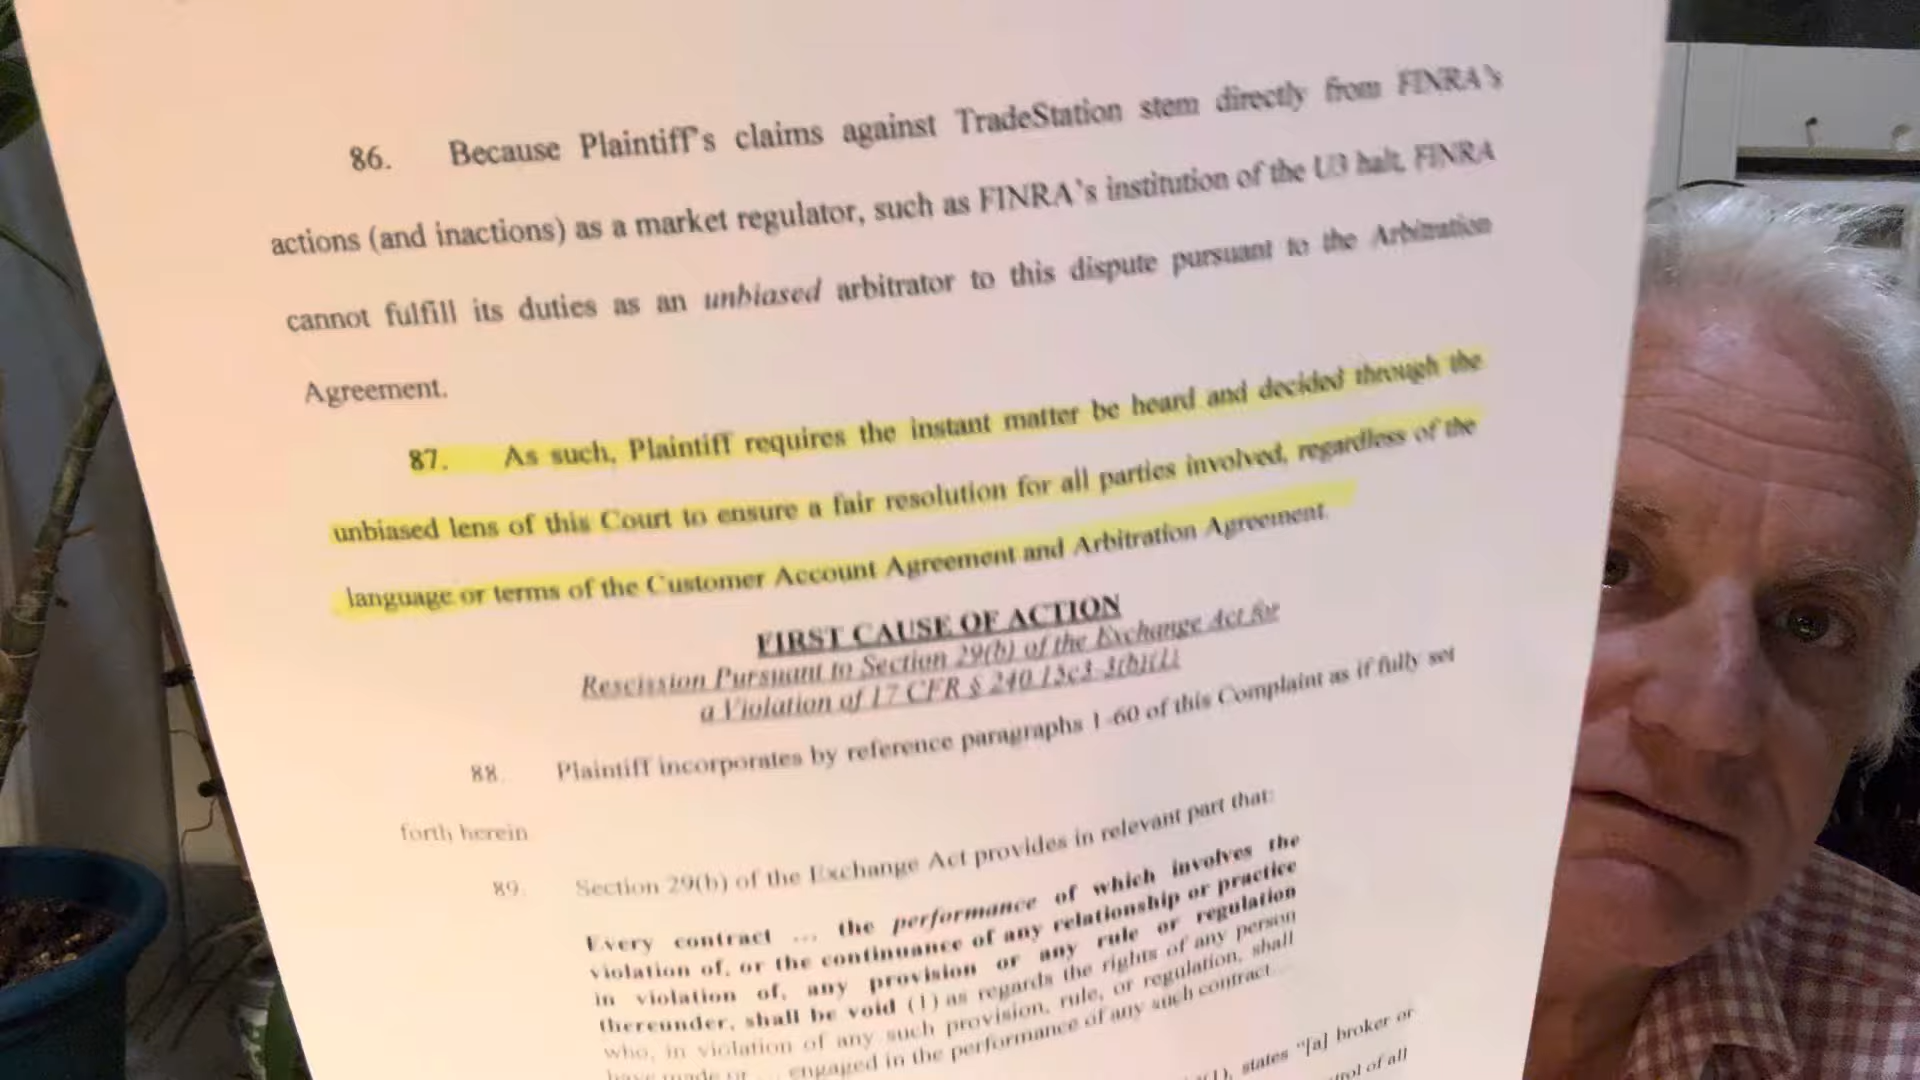 86. Because Plaintiff's claims against TradeStation stem directly from FINRA's
actions (and inactions) as a market regulator, such as FINRA's institution of the U3 halt, FINRA
cannot fulfill its duties as an unbiased arbitrator to this dispute pursuant to the Arbitration
Agreement.
87. As such, Plaintiff requires the instant matter be heard and decided through the
unbiased lens of this Court to ensure a fair resolution for all parties involved, regardless of the
language or terms of the Customer Account Agreement and Arbitration Agreement.
FIRST CAUSE OF ACTION
Rescission Pursuant to Section 29(b) of the Exchange Act for
a Violation of 17 CFR § 240.15c3-3(b)(1)
88. Plaintiff incorporates by reference paragraphs 1-60 of this Complaint as if fully set
forth herein.
89. Section 29(b) of the Exchange Act provides in relevant part that:
Every contract ... the performance of which involves the
violation of, or the continuance of any relationship or practice
in violation of, any provision or any rule or regulation
thereunder, shall be void (1) as regards the rights of any person
who, in violation of any such provision, rule, or regulation, shall
have made or ... engaged in the performance of any such contract...
(1), states "[a] broker or
of all